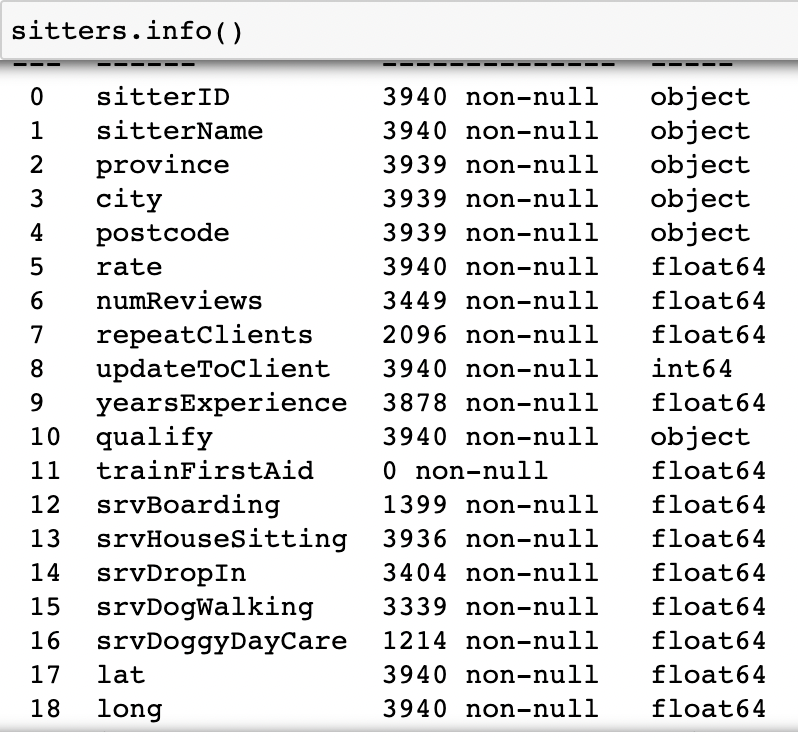 sitters.info()
--- ------ -------------- -----
0 sitterID 3940 non-null object
1 sitterName 3940 non-null object
2 province 3939 non-null object
3 city 3939 non-null object
4 postcode 3939 non-null object
5 rate 3940 non-null float64
6 numReviews 3449 non-null float64
7 repeatClients 2096 non-null float64
8 updateToClient 3940 non-null int64
9 yearsExperience 3878 non-null float64
10 qualify 3940 non-null object
11 trainFirstAid 0 non-null float64
12 srvBoarding 1399 non-null float64
13 srvHouseSitting 3936 non-null float64
14 srvDropIn 3404 non-null float64
15 srvDogWalking 3339 non-null float64
16 srvDoggyDayCare 1214 non-null float64
17 lat 3940 non-null float64
18 long 3940 non-null float64